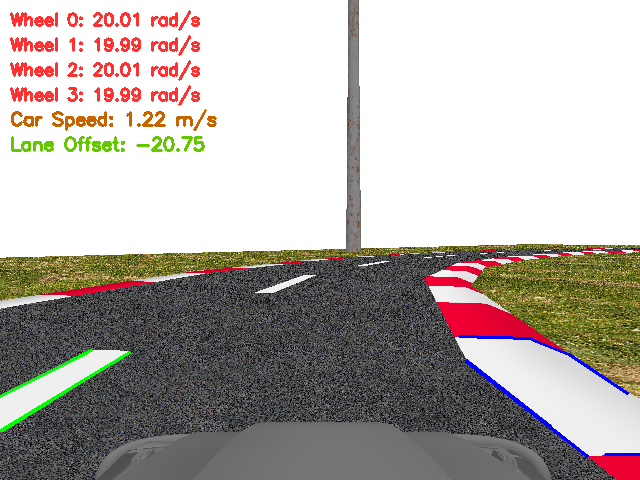 Wheel 0: 20.01 rad/s
Wheel 1: 19.99 rad/s
Wheel 2: 20.01 rad/s
Wheel 3: 19.99 rad/s
Car Speed: 1.22 m/s
Lane Offset: -20.75